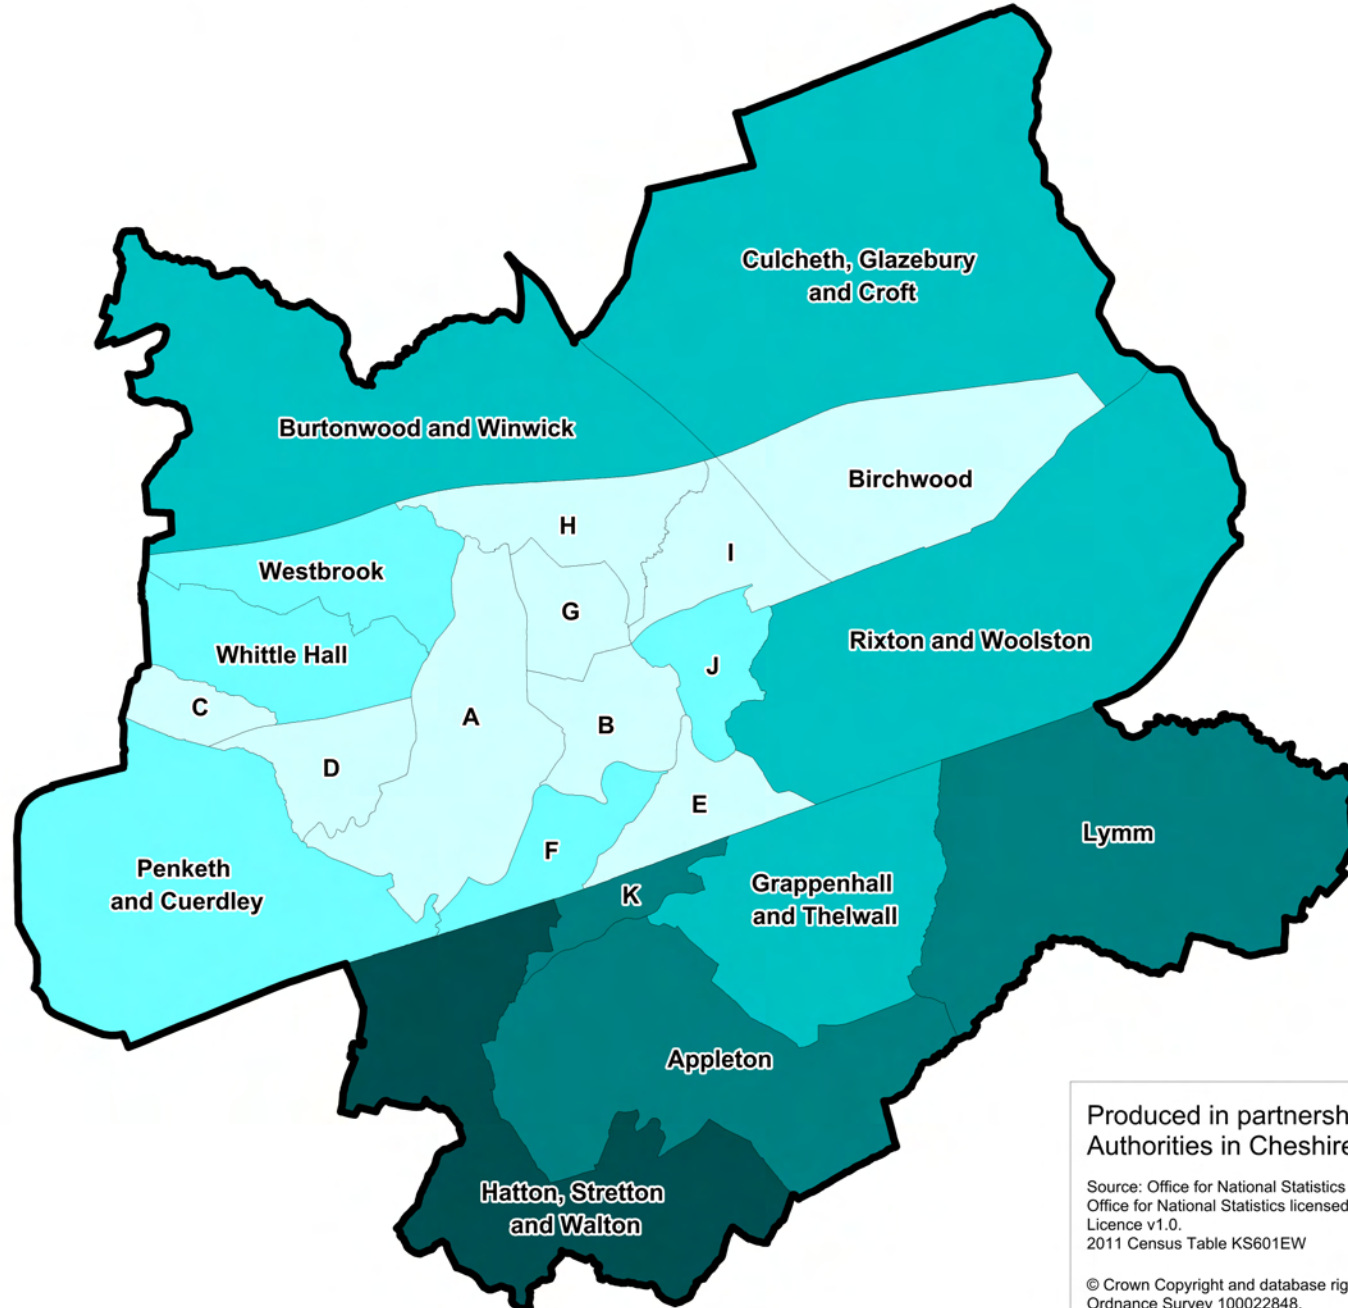 Culcheth, Glazebury
and Croft
Burtonwood and Winwick
Birchwood
H
I
Westbrook
G
Rixton and Woolston
Whittle Hall
J
C
A
B
D
E
Lymm
F
Penketh
and Cuerdley
Grappenhall
and Thelwall
K
Appleton
Hatton, Stretton
and Walton
Produced in partnersh
Authorities in Cheshire
Source: Office for National Statistics
Office for National Statistics licensed
Licence v1.0.
2011 Census Table KS601EW
© Crown Copyright and database rig
Ordnance Survey 100022848.